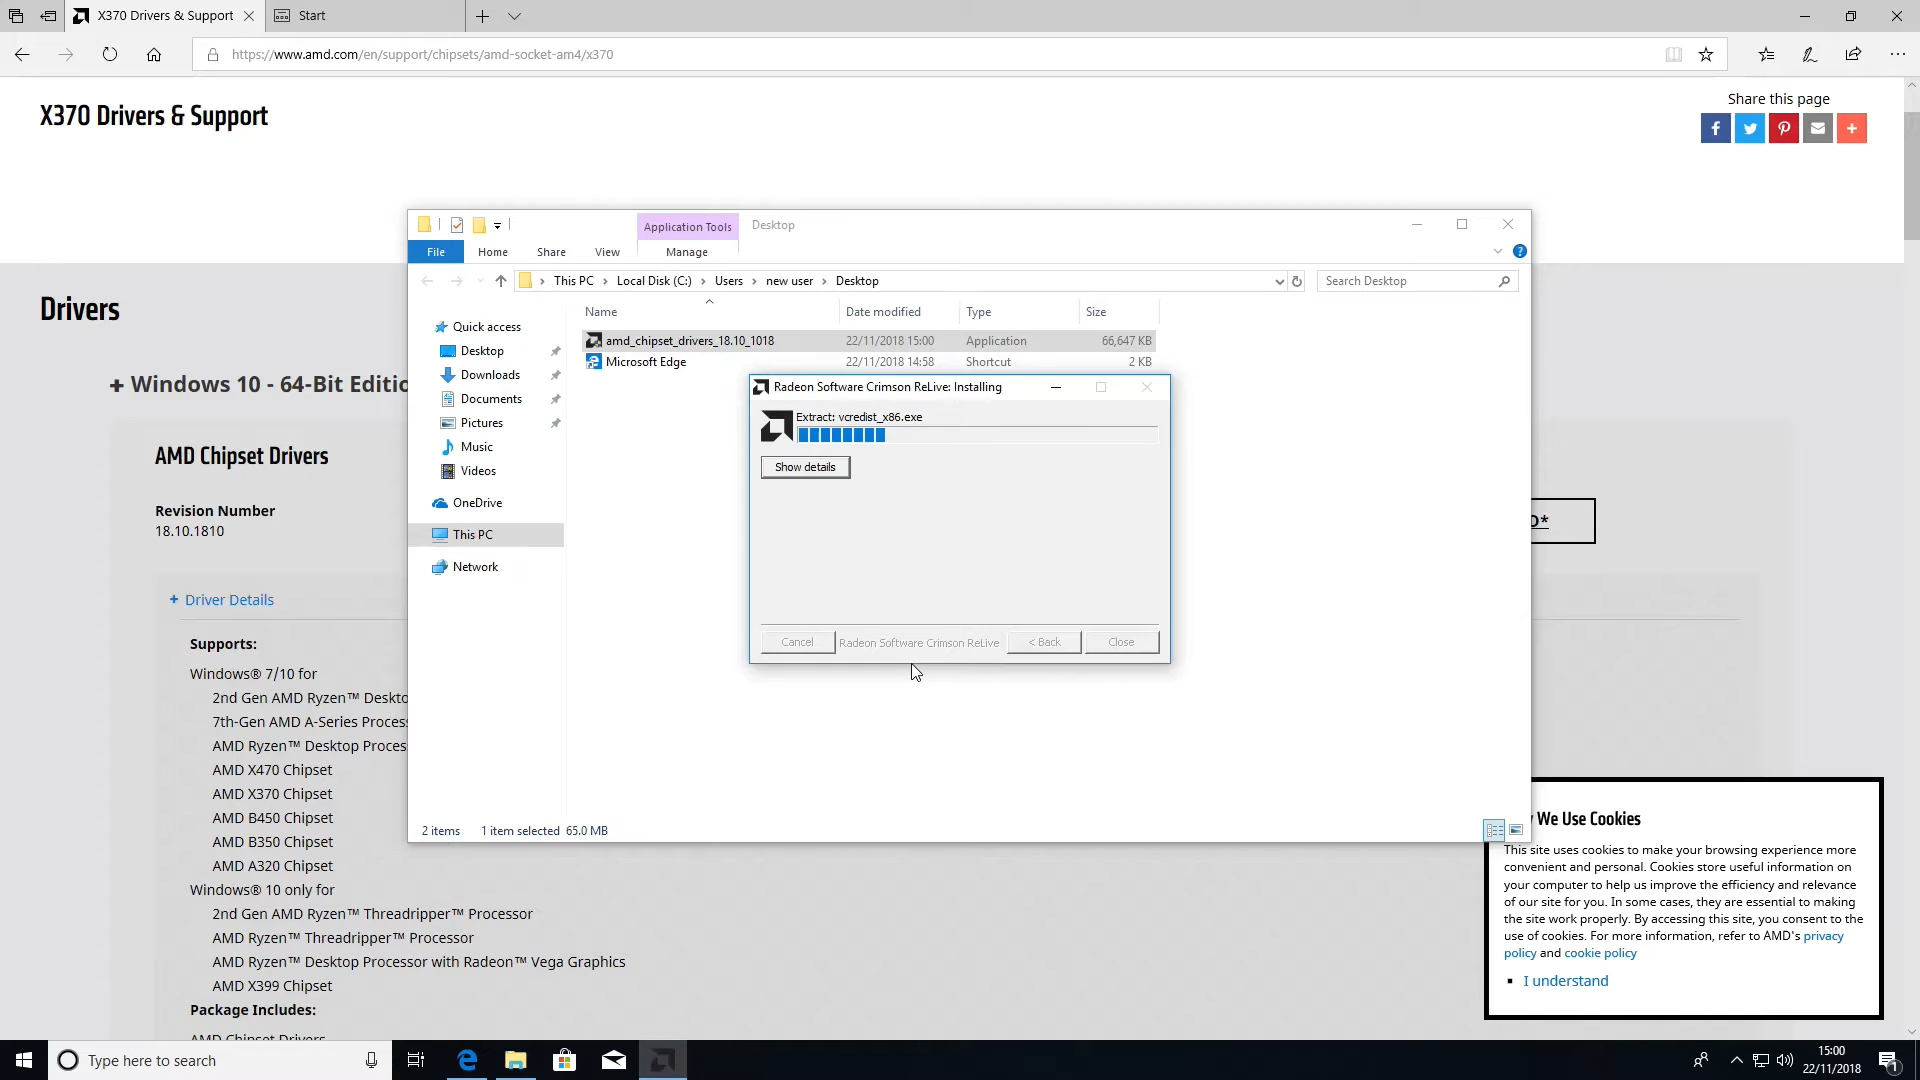 X370 Drivers & Support
Start
https://www.amd.com/en/support/chipsets/amd-socket-am4/x370
X370 Drivers & Support
Share this page
Application Tools
Desktop
File
Home
Share
View
Manage
This PC
Local Disk (C:)
Users
new user
Desktop
Search Desktop
Name
Date modified
Type
Size
amd_chipset_drivers_18.10_1018
22/11/2018 15:00
Application
66,647 KB
Microsoft Edge
22/11/2018 14:58
Shortcut
2 KB
Quick access
Desktop
Downloads
Documents
Pictures
Music
Videos
OneDrive
This PC
Network
Radeon Software Crimson ReLive: Installing
Extract: vcredist_x86.exe
Show details
Cancel
Radeon Software Crimson ReLive
< Back
Close
2 items
1 item selected 65.0 MB
Drivers
+ Windows 10 - 64-Bit Editio
AMD Chipset Drivers
Revision Number
18.10.1810
D*
+ Driver Details
Supports:
Windows® 7/10 for
2nd Gen AMD Ryzen™ Deskto
7th-Gen AMD A-Series Proces
AMD Ryzen™ Desktop Proces
AMD X470 Chipset
AMD X370 Chipset
AMD B450 Chipset
AMD B350 Chipset
AMD A320 Chipset
Windows® 10 only for
2nd Gen AMD Ryzen™ Threadripper™ Processor
AMD Ryzen™ Threadripper™ Processor
AMD Ryzen™ Desktop Processor with Radeon™ Vega Graphics
AMD X399 Chipset
Package Includes:
AMD Chipset Drivers
y We Use Cookies
This site uses cookies to make your browsing experience more
convenient and personal. Cookies store useful information on
your computer to help us improve the efficiency and relevance
of our site for you. In some cases, they are essential to making
the site work properly. By accessing this site, you consent to the
use of cookies. For more information, refer to AMD's privacy
policy and cookie policy
I understand
Type here to search
15:00
22/11/2018
1